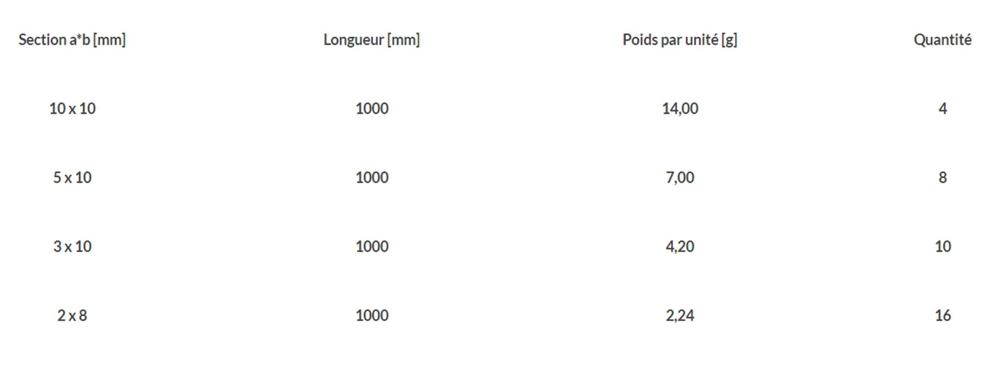 Section a*b [mm] Longueur [mm] Poids par unité [g] Quantité
10 x 10 1000 14,00 4
5 x 10 1000 7,00 8
3 x 10 1000 4,20 10
2 x 8 1000 2,24 16